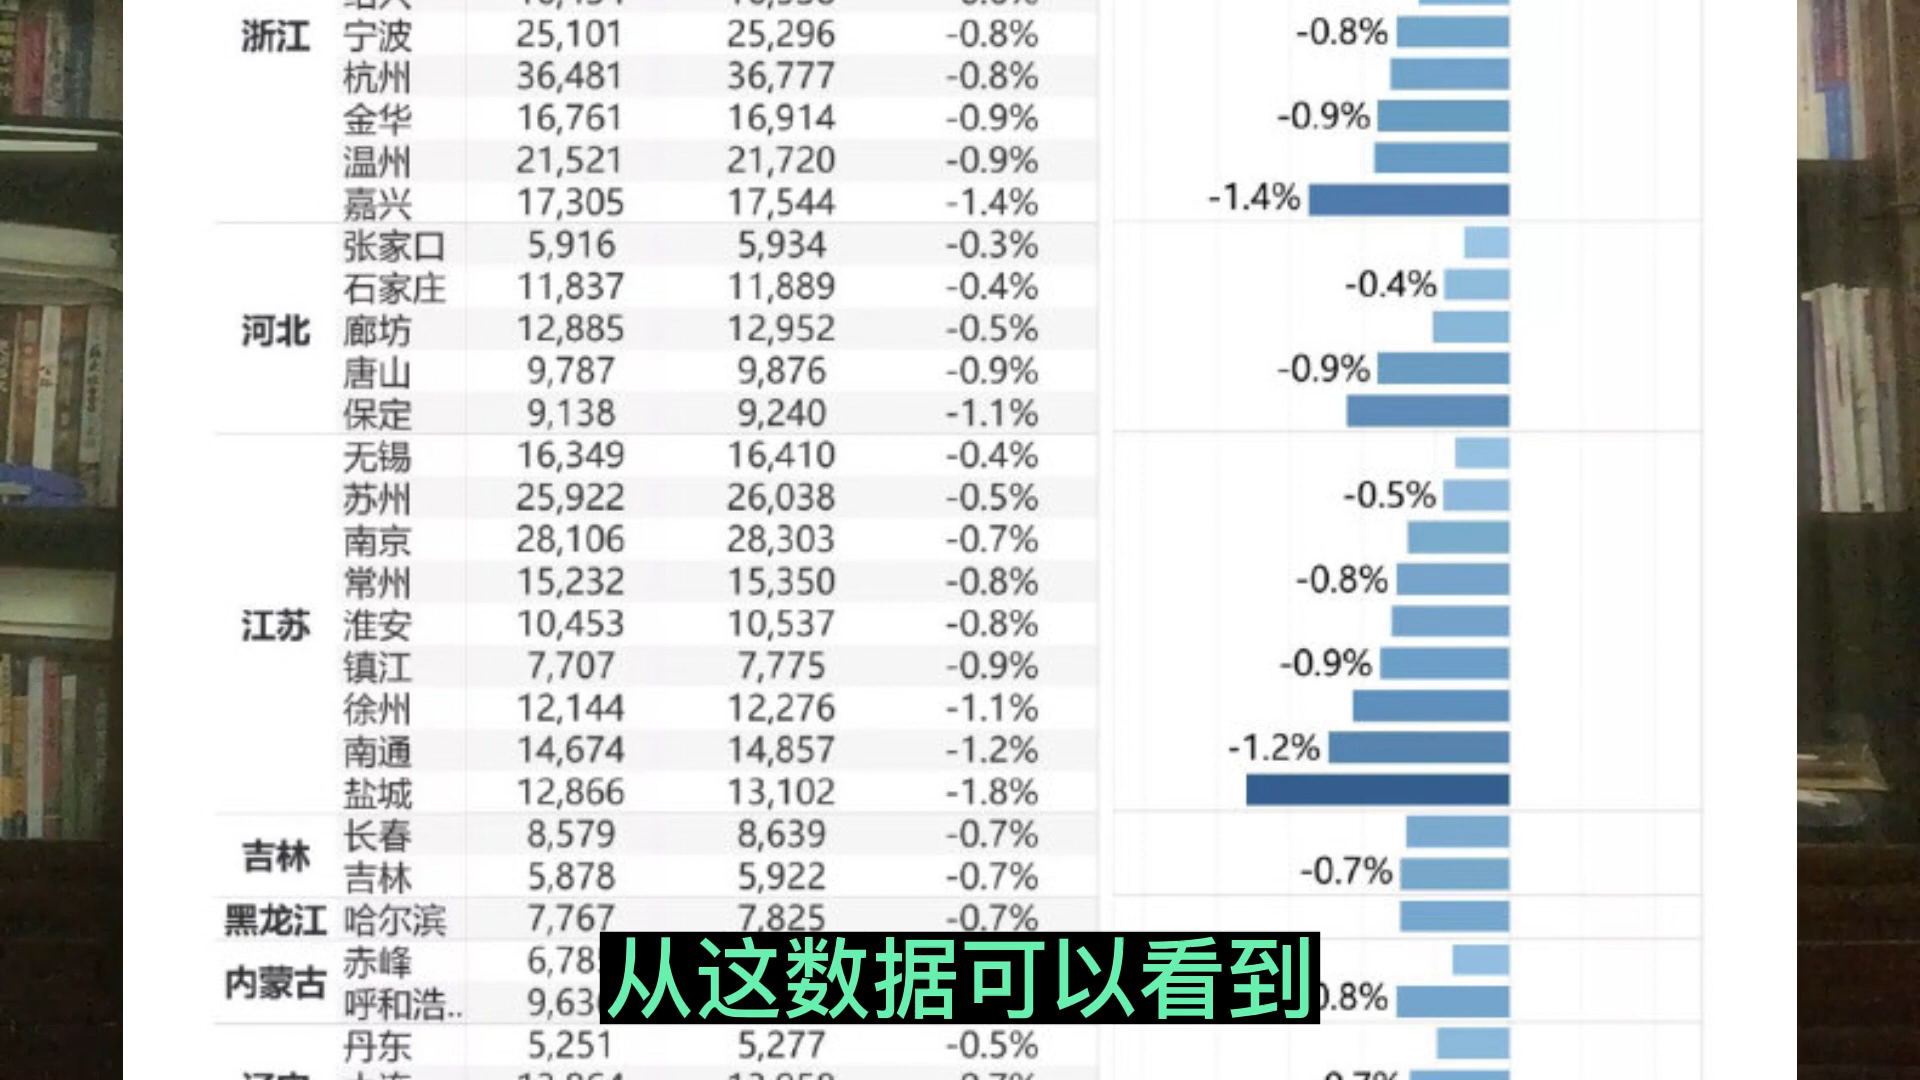 浙江
宁波 25,101 25,296 -0.8% -0.8%
杭州 36,481 36,777 -0.8%
金华 16,761 16,914 -0.9% -0.9%
温州 21,521 21,720 -0.9%
嘉兴 17,305 17,544 -1.4% -1.4%
河北
张家口 5,916 5,934 -0.3%
石家庄 11,837 11,889 -0.4% -0.4%
廊坊 12,885 12,952 -0.5%
唐山 9,787 9,876 -0.9% -0.9%
保定 9,138 9,240 -1.1%
江苏
无锡 16,349 16,410 -0.4%
苏州 25,922 26,038 -0.5% -0.5%
南京 28,106 28,303 -0.7%
常州 15,232 15,350 -0.8% -0.8%
淮安 10,453 10,537 -0.8%
镇江 7,707 7,775 -0.9% -0.9%
徐州 12,144 12,276 -1.1%
南通 14,674 14,857 -1.2% -1.2%
盐城 12,866 13,102 -1.8%
吉林
长春 8,579 8,639 -0.7%
吉林 5,878 5,922 -0.7% -0.7%
黑龙江
哈尔滨 7,767 7,825 -0.7%
内蒙古
赤峰 6,78
呼和浩.. 9,63 0.8%
丹东 5,251 5,277 -0.5%
从这数据可以看到